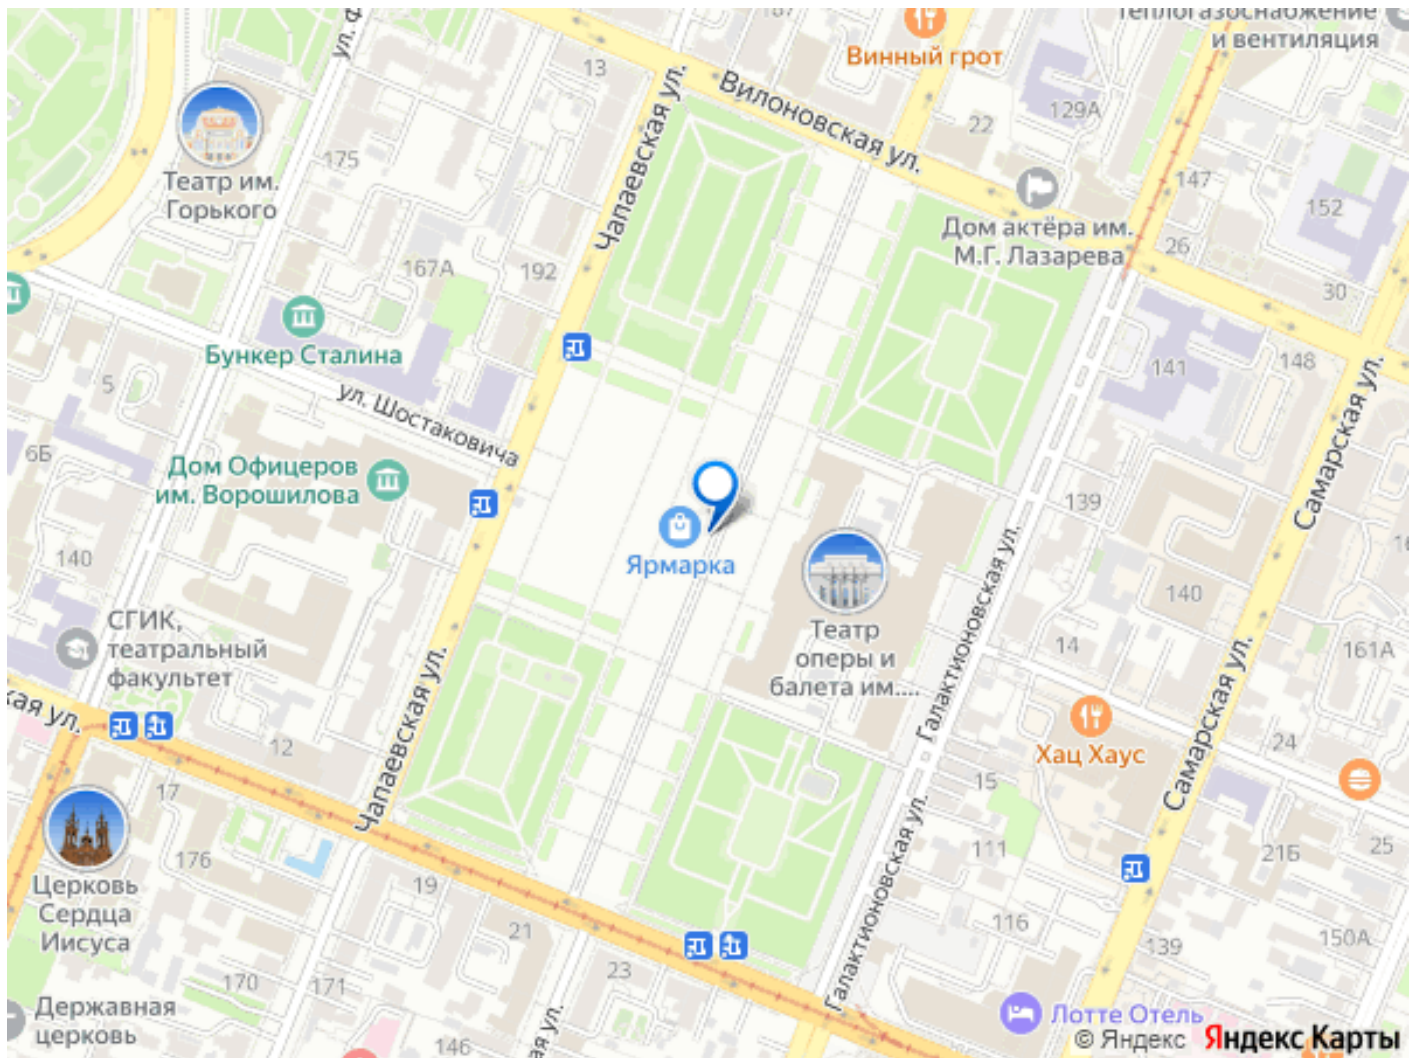 Теплогазоснабжение
и вентиляция
Винный грот
13
129А
22
175
Театр им.
Горького
Чапаевская ул.
Вилоновская ул.
147
152
Дом актёра им.
М.Г. Лазарева
26
167А
192
30
Бункер Сталина
5
ул. Шостаковича
141
148
6Б
Дом Офицеров
им. Ворошилова
139
Самарская ул.
Ярмарка
140
140
СГИК,
театральный
факультет
Театр
оперы и
балета им....
14
161А
Галактионовская ул.
Чапаевская ул.
Самарская ул.
12
Хац Хаус
24
15
17
176
Церковь
Сердца
Иисуса
19
21
111
21Б
25
Галактионовская ул.
116
139
150А
23
170
171
Державная
церковь
146
Лотте Отель
© Яндекс Яндекс Карты